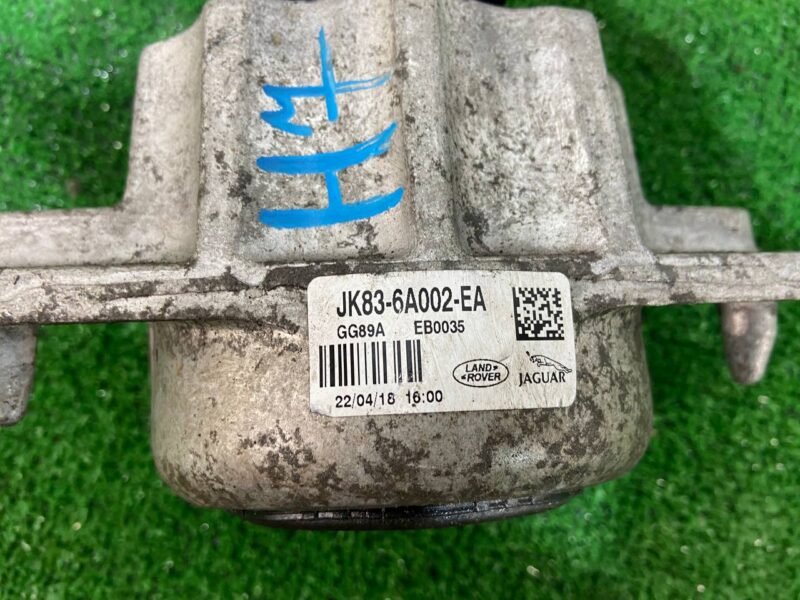 JK83-6A002-EA
GG89A EB0035
LAND
ROVER
JAGUAR
22/04/18 16:00